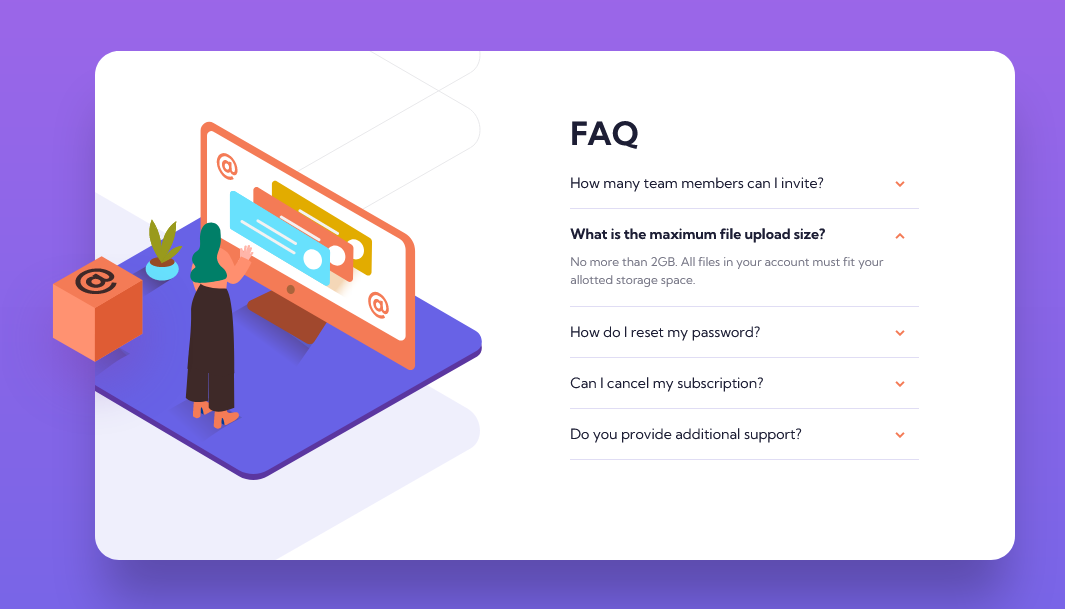 FAQ
How many team members can I invite?
What is the maximum file upload size?
No more than 2GB. All files in your account must fit your
allotted storage space.
How do I reset my password?
Can I cancel my subscription?
Do you provide additional support?
@
@
@